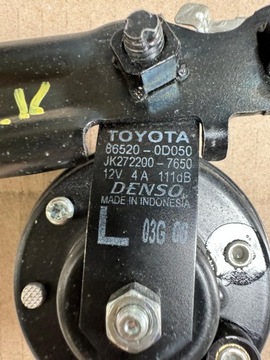 TOYOTA
86520-0D050
JK272200-7650
12V 4A 111dB
DENSO
MADE IN INDONESIA
L 03G 06